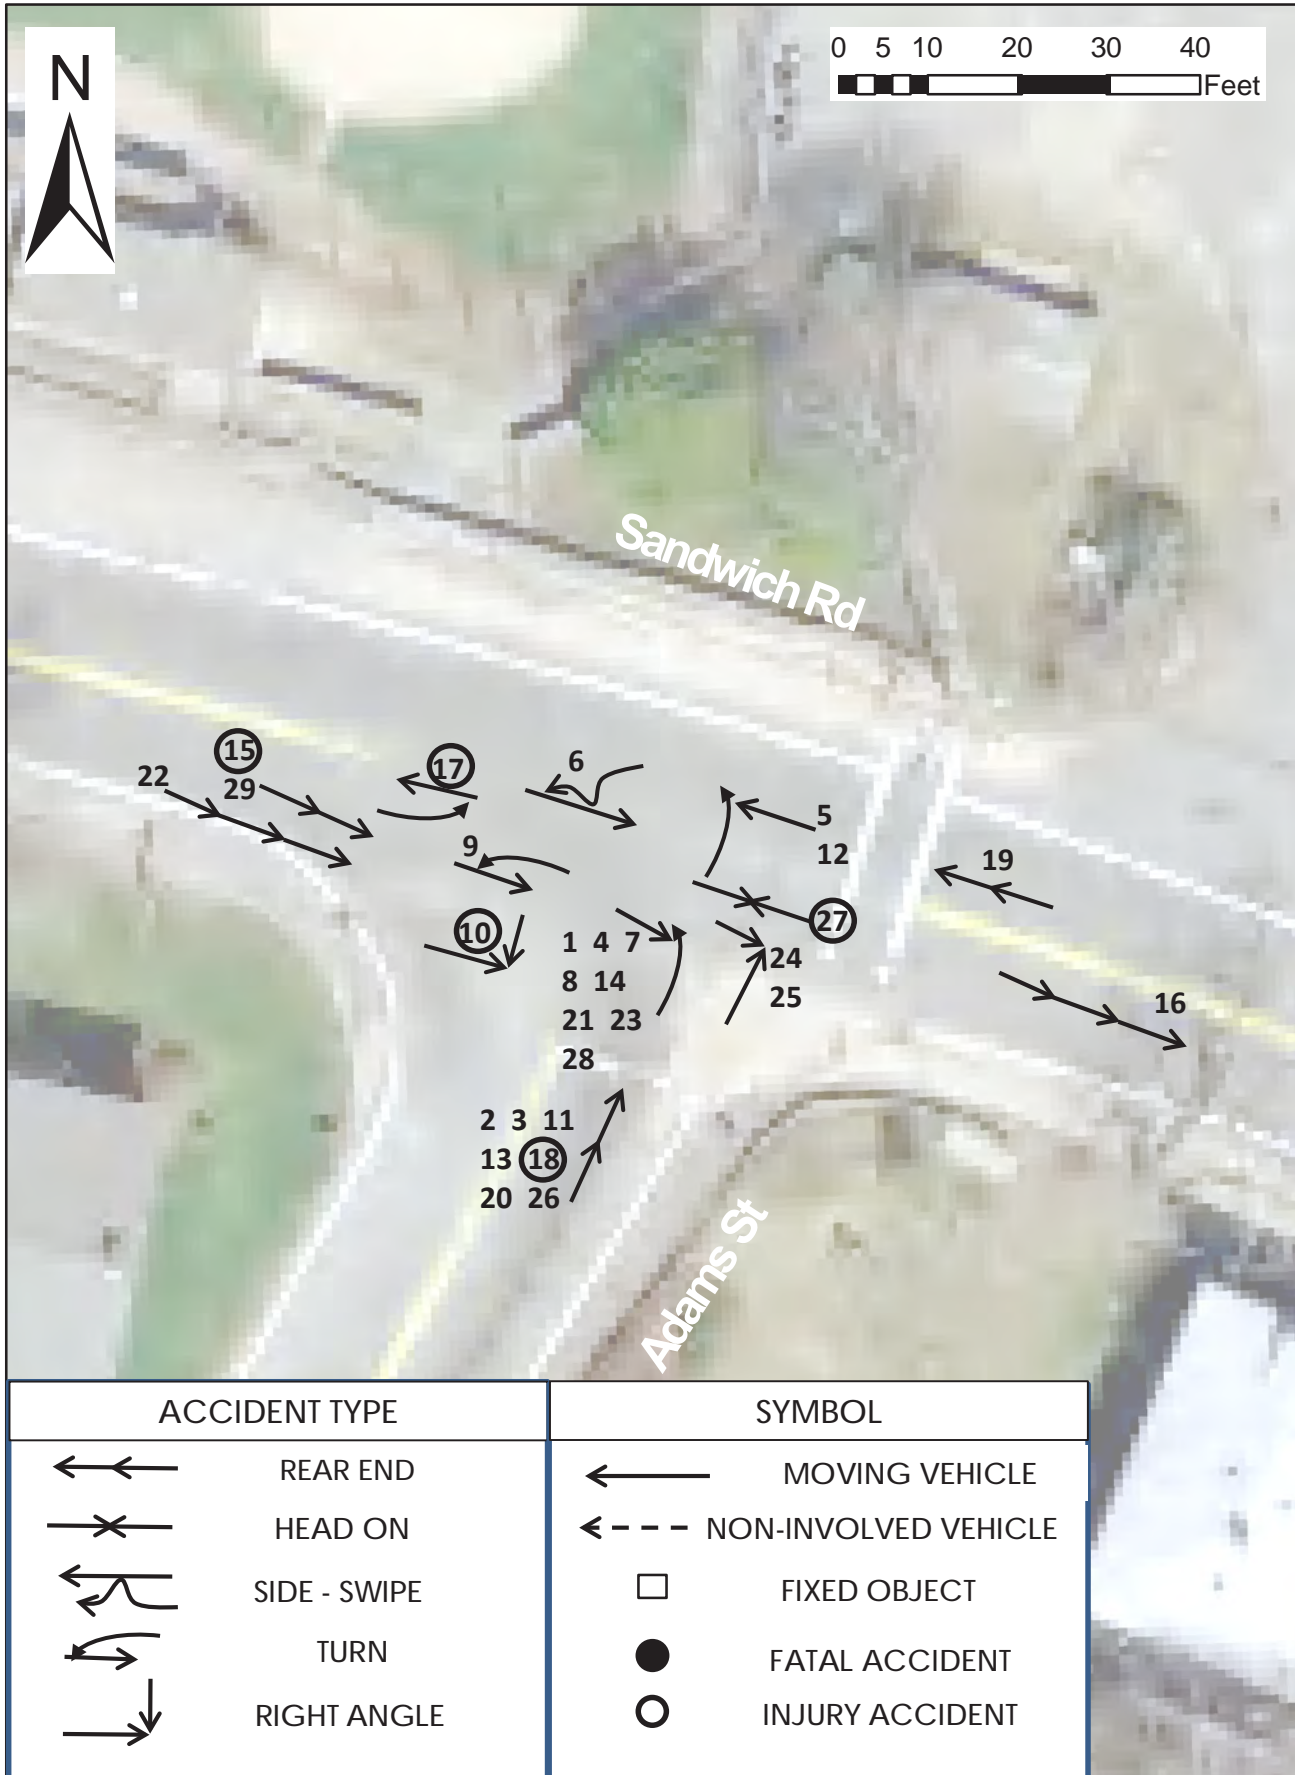 N
0 5 10 20 30 40
Feet
Sandwich Rd
15
17
6
22
29
5
9
12
19
27
10
1 4 7
24
8 14
25
16
21 23
28
2 3 11
13 18
20 26
Adams St
ACCIDENT TYPE
REAR END
HEAD ON
SIDE - SWIPE
TURN
RIGHT ANGLE
SYMBOL
MOVING VEHICLE
NON-INVOLVED VEHICLE
FIXED OBJECT
FATAL ACCIDENT
INJURY ACCIDENT